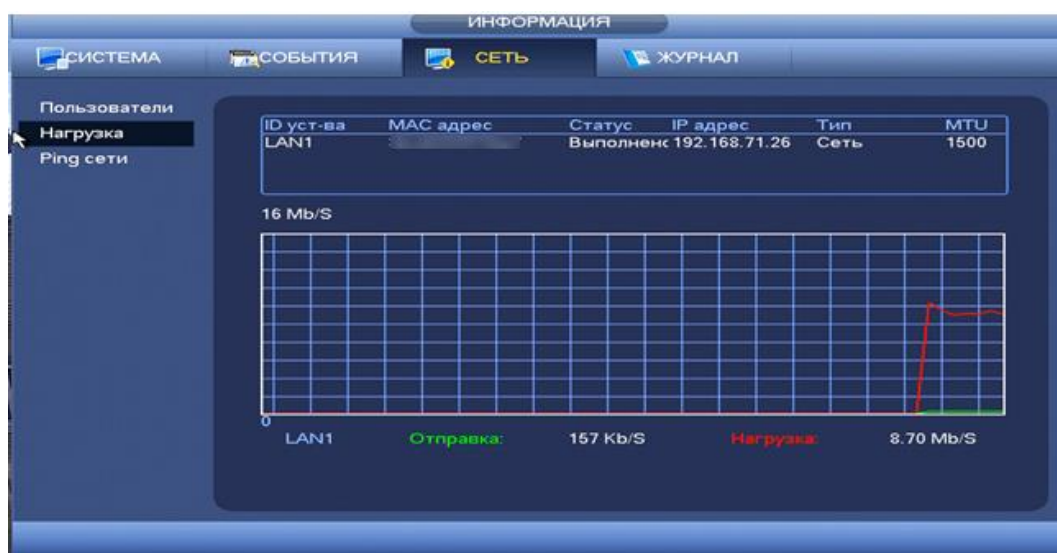 ИНФОРМАЦИЯ
СИСТЕМА СОБЫТИЯ СЕТЬ ЖУРНАЛ
Пользователи
Нагрузка
Ping сети
ID уст-ва MAC адрес Статус IP адрес Тип MTU
LAN1 Выполнено 192.168.71.26 Сеть 1500
16 Mb/S
0
LAN1 Отправка: 157 Kb/S Нагрузка: 8.70 Mb/S